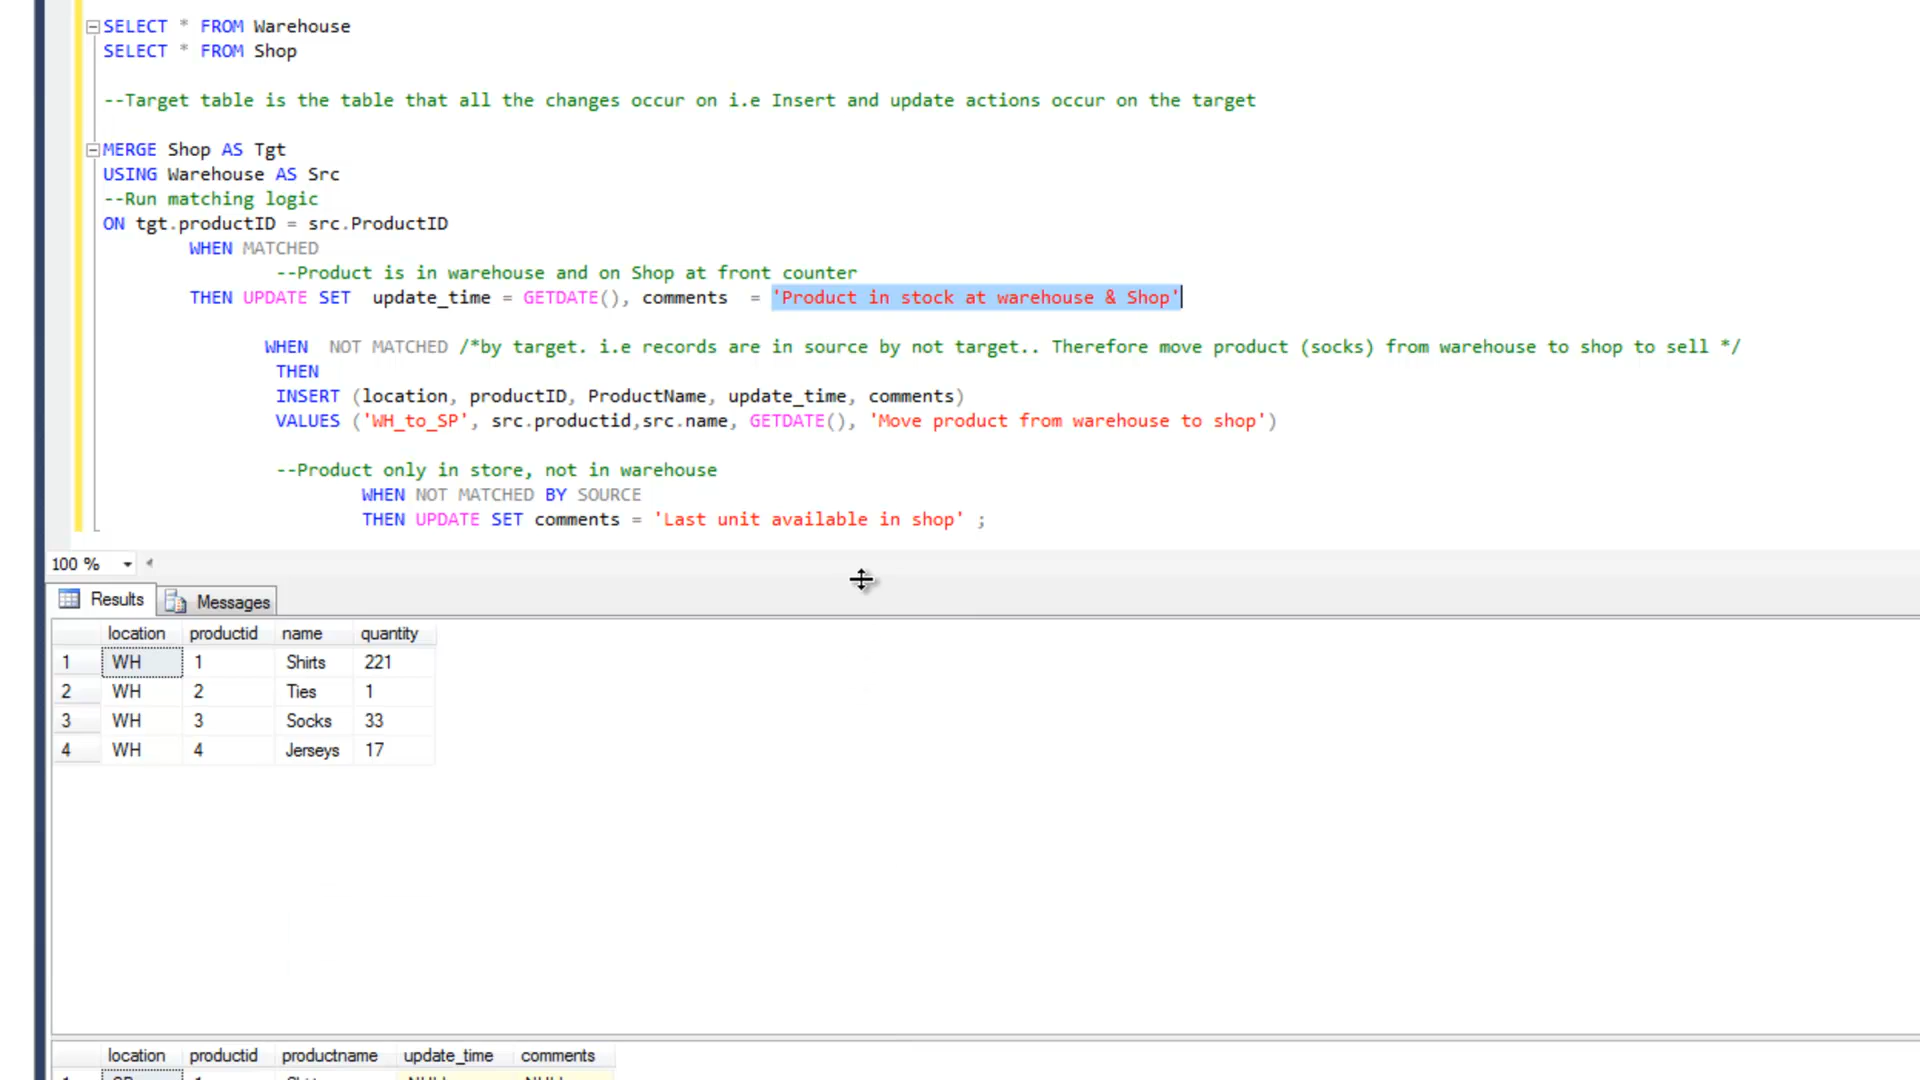 SELECT * FROM Warehouse
SELECT * FROM Shop
--Target table is the table that all the changes occur on i.e Insert and update actions occur on the target
MERGE Shop AS Tgt
USING Warehouse AS Src
--Run matching logic
ON tgt.productID = src.ProductID
WHEN MATCHED
--Product is in warehouse and on Shop at front counter
THEN UPDATE SET  update_time = GETDATE(), comments  = 'Product in stock at warehouse & Shop'
WHEN  NOT MATCHED /*by target. i.e records are in source by not target.. Therefore move product (socks) from warehouse to shop to sell */
THEN
INSERT (location, productID, ProductName, update_time, comments)
VALUES ('WH_to_SP', src.productid,src.name, GETDATE(), 'Move product from warehouse to shop')
--Product only in store, not in warehouse
WHEN NOT MATCHED BY SOURCE
THEN UPDATE SET comments = 'Last unit available in shop' ;
100 %
Results Messages
location productid name quantity
1 WH 1 Shirts 221
2 WH 2 Ties 1
3 WH 3 Socks 33
4 WH 4 Jerseys 17
location productid productname update_time comments